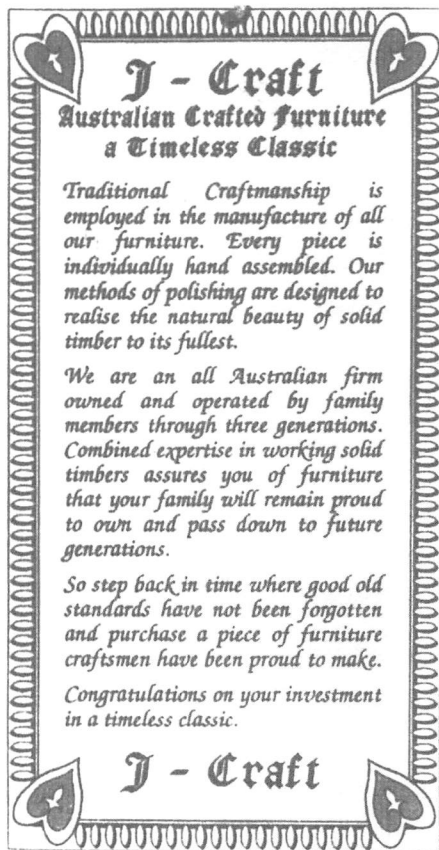 J - Craft
Australian Crafted Furniture
a Timeless Classic
Traditional Craftmanship is
employed in the manufacture of all
our furniture. Every piece is
individually hand assembled. Our
methods of polishing are designed to
realise the natural beauty of solid
timber to its fullest.
We are an all Australian firm
owned and operated by family
members through three generations.
Combined expertise in working solid
timbers assures you of furniture
that your family will remain proud
to own and pass down to future
generations.
So step back in time where good old
standards have not been forgotten
and purchase a piece of furniture
craftsmen have been proud to make.
Congratulations on your investment
in a timeless classic.
J - Craft